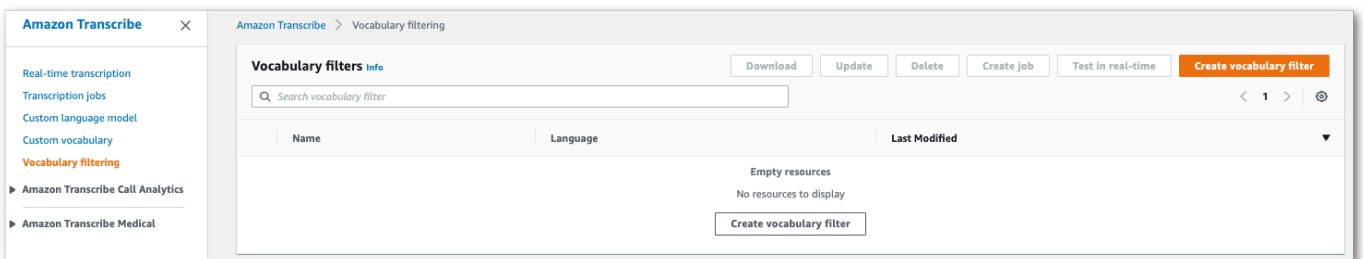 Amazon Transcribe
Real-time transcription
Transcription jobs
Custom language model
Custom vocabulary
Vocabulary filtering
Amazon Transcribe Call Analytics
Amazon Transcribe Medical
Amazon Transcribe > Vocabulary filtering
Vocabulary filters Info
Download Update Delete Create job Test in real-time Create vocabulary filter
Search vocabulary filter
1
Name Language Last Modified
Empty resources
No resources to display
Create vocabulary filter